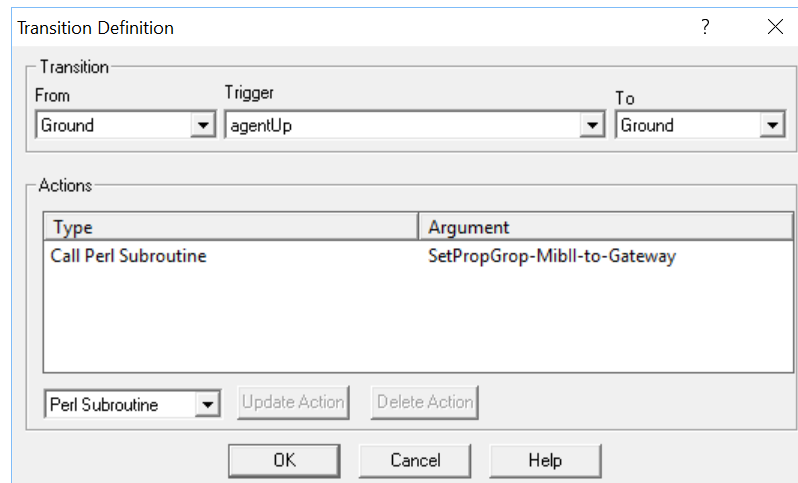 Transition Definition ?
Transition
From Trigger To
Ground agentUp Ground
Actions
Type Argument
Call Perl Subroutine SetPropGrop-MibII-to-Gateway
Perl Subroutine Update Action Delete Action
OK Cancel Help